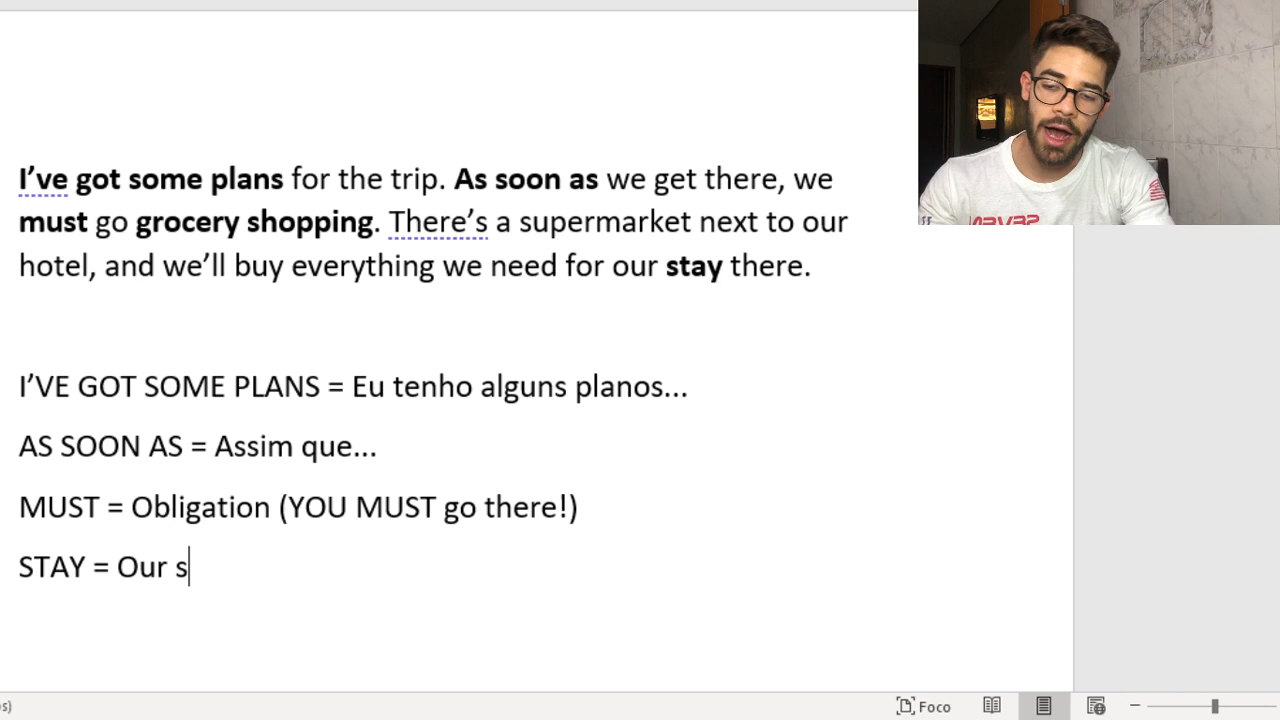 I've got some plans for the trip. As soon as we get there, we
must go grocery shopping. There's a supermarket next to our
hotel, and we'll buy everything we need for our stay there.
I'VE GOT SOME PLANS = Eu tenho alguns planos...
AS SOON AS = Assim que...
MUST = Obligation (YOU MUST go there!)
STAY = Our s
Foco